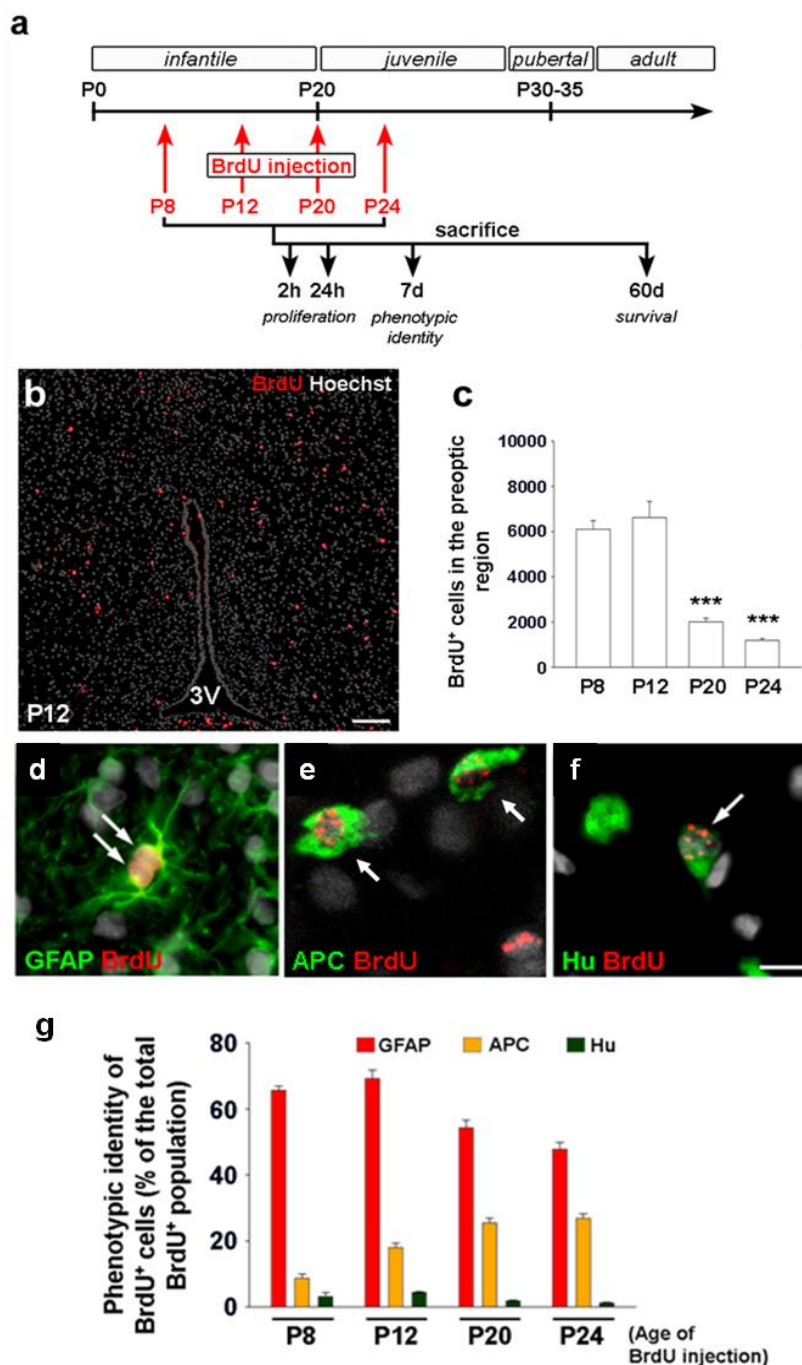 a
infantile juvenile pubertal adult
P0 P20 P30-35
BrdU injection
P8 P12 P20 P24
sacrifice
2h 24h 7d 60d
proliferation phenotypic survival
identity
b BrdU Hoechst
3V
P12
c
BrdU⁺ cells in the preoptic
region
10000
8000
6000
4000
2000
0
*** ***
P8 P12 P20 P24
d
GFAP BrdU
e
APC BrdU
f
Hu BrdU
g
Phenotypic identity of
BrdU⁺ cells (% of the total
BrdU⁺ population)
GFAP APC Hu
80
60
40
20
0
P8 P12 P20 P24
(Age of
BrdU injection)